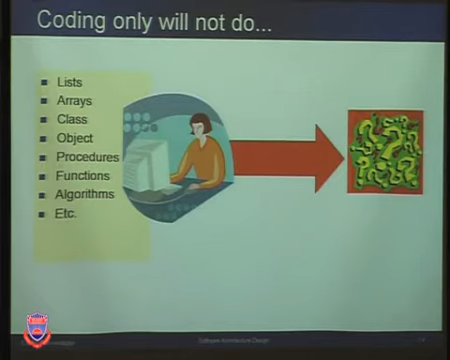 Coding only will not do...
Lists
Arrays
Class
Object
Procedures
Functions
Algorithms
Etc.
Software Architecture Design